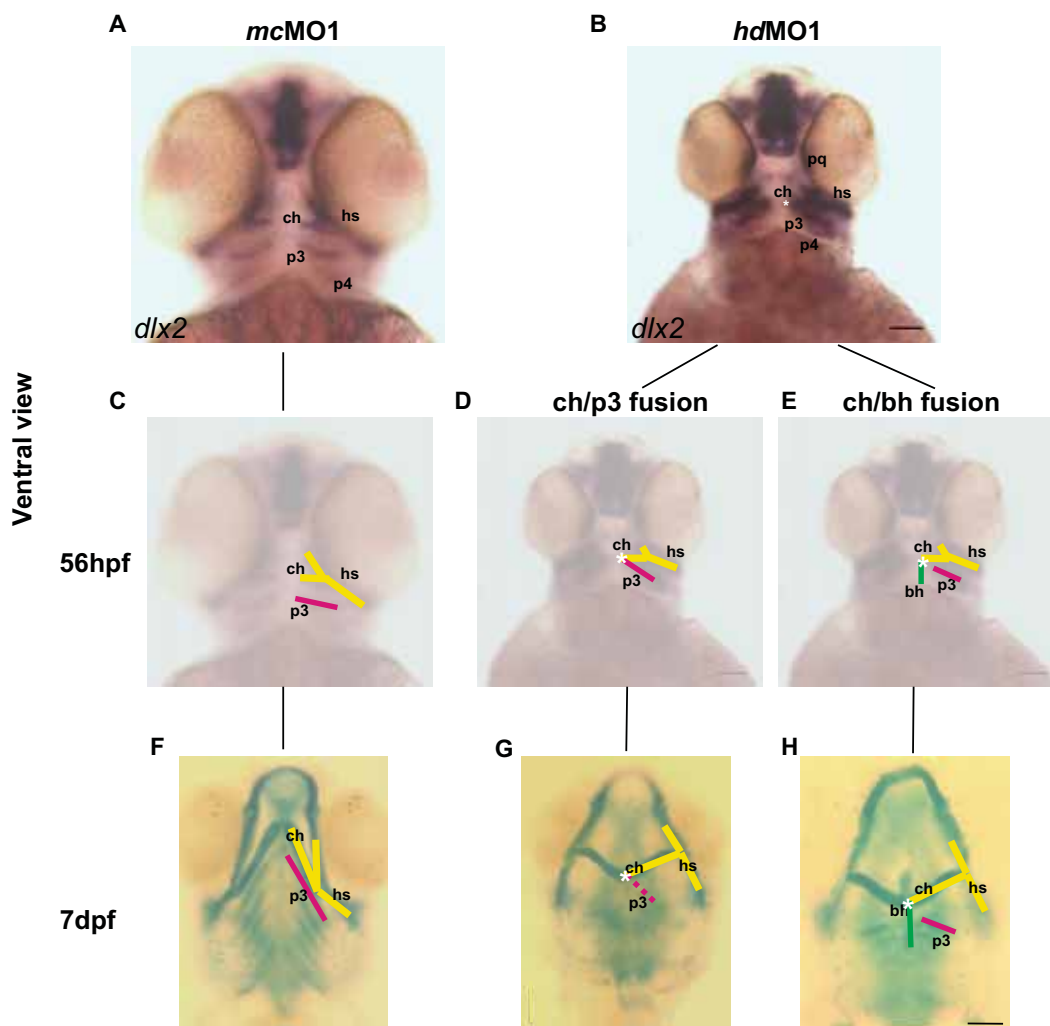 A
mcMO1
B
hdMO1
ch
hs
p3
p4
dlx2
pq
ch
hs
*
p3
p4
dlx2
Ventral view
56hpf
C
ch
hs
p3
D
ch/p3 fusion
ch
hs
*
p3
E
ch/bh fusion
ch
hs
*
bh
p3
7dpf
F
ch
p3
hs
G
ch
hs
*
p3
H
ch
hs
*
bh
p3